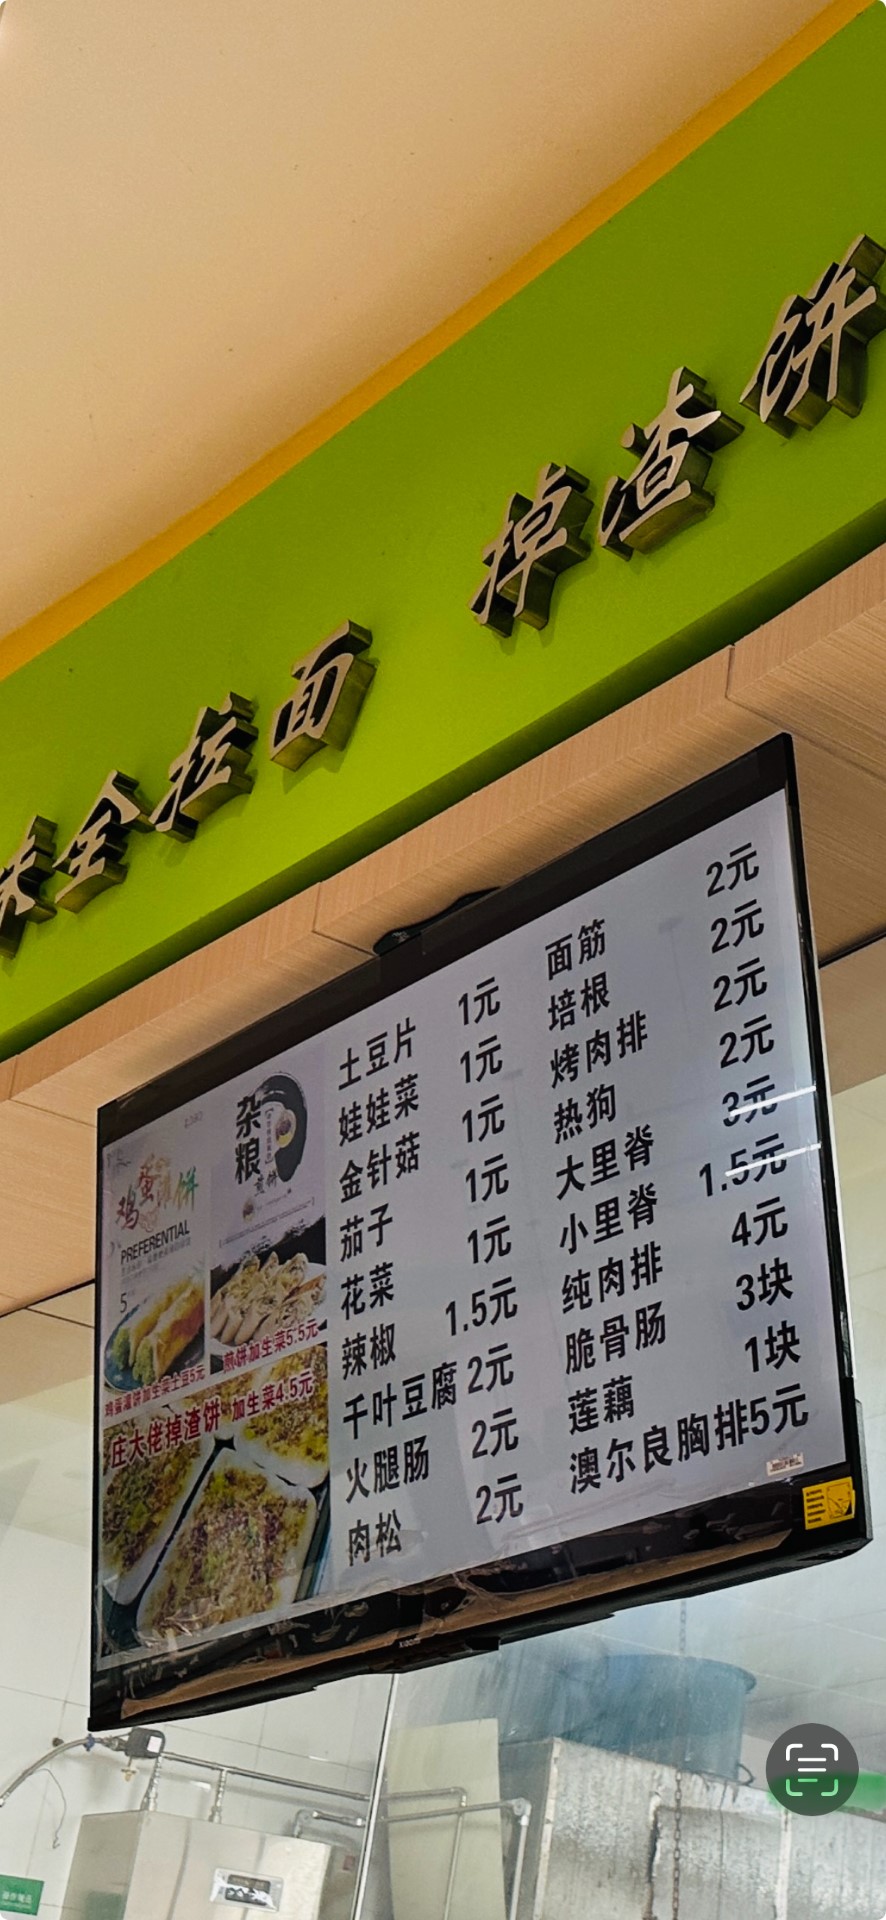 味全拉面 掉渣饼
鸡蛋灌饼
PREFERENTIAL
5
鸡蛋灌饼加生菜土豆5元
杂粮
煎饼
煎饼加生菜5.5元
庄大佬掉渣饼 加生菜4.5元
土豆片 1元
娃娃菜 1元
金针菇 1元
茄子 1元
花菜 1元
辣椒 1.5元
千叶豆腐 2元
火腿肠 2元
肉松 2元
面筋 2元
培根 2元
烤肉排 2元
热狗 2元
大里脊 3元
小里脊 1.5元
纯肉排 4元
脆骨肠 3块
莲藕 1块
澳尔良胸排5元